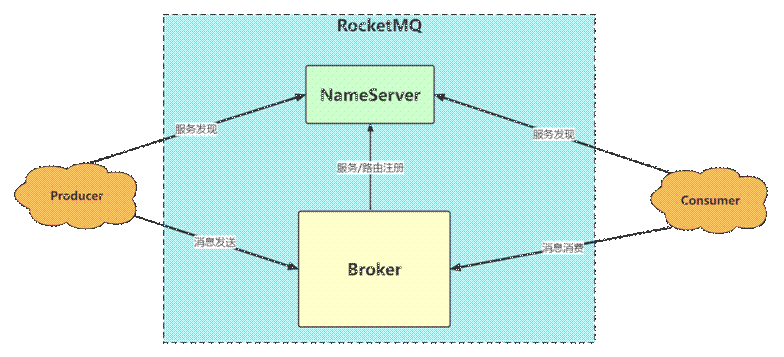 RocketMQ
NameServer
服务发现
服务发现
服务/路由注册
Producer
Consumer
消息发送
消息消费
Broker